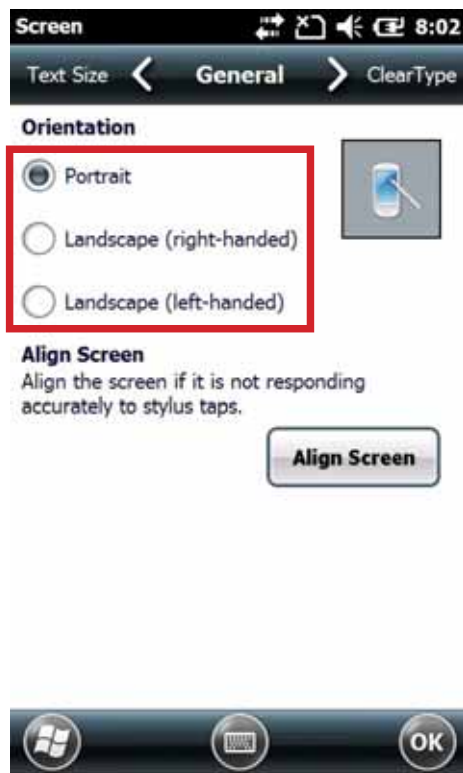 Screen 8:02
Text Size General ClearType
Orientation
Portrait
Landscape (right-handed)
Landscape (left-handed)
Align Screen
Align the screen if it is not responding
accurately to stylus taps.
Align Screen
OK